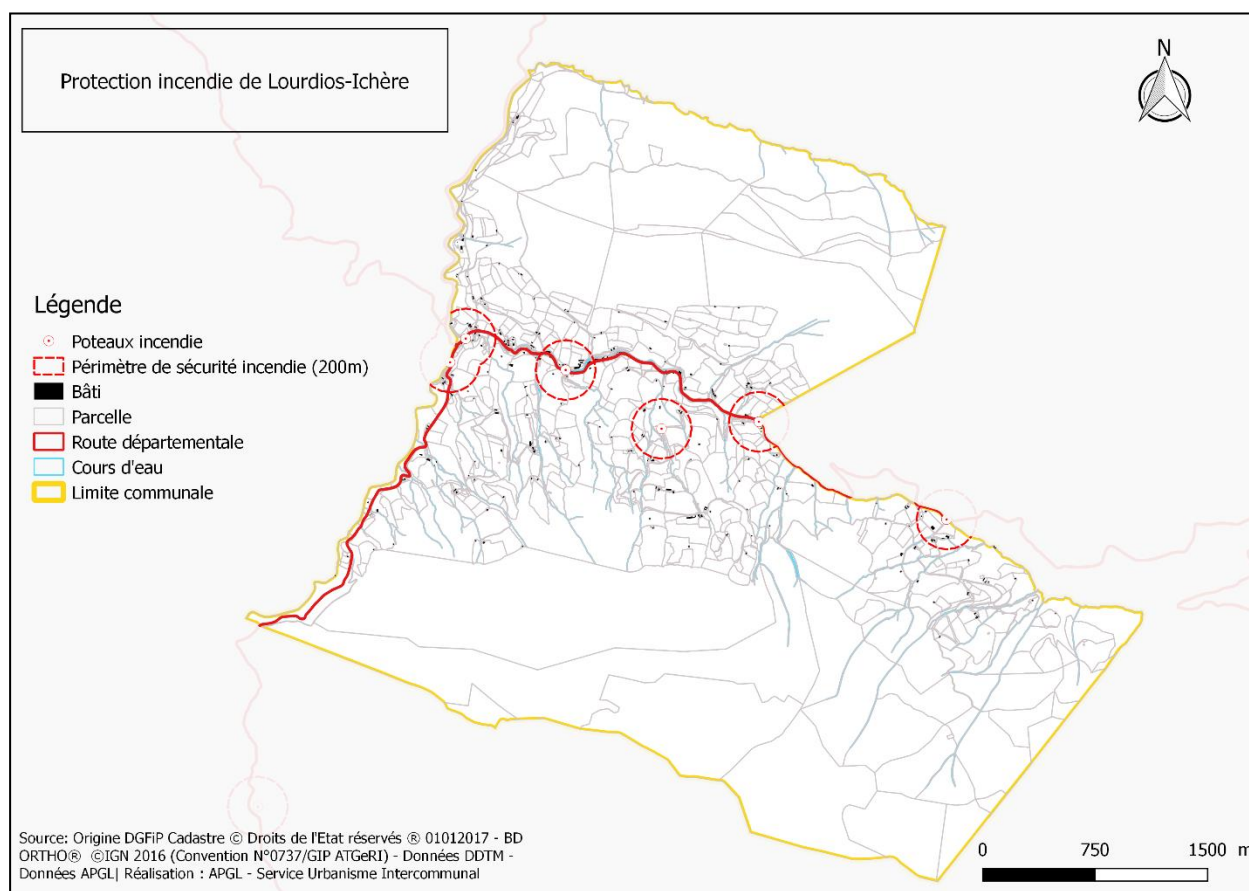 Protection incendie de Lourdios-Ichère
N
Légende
Poteaux incendie
Périmètre de sécurité incendie (200m)
Bâti
Parcelle
Route départementale
Cours d'eau
Limite communale
Source: Origine DGFiP Cadastre © Droits de l'Etat réservés ® 01012017 - BD
ORTHO® ©IGN 2016 (Convention N°0737/GIP ATGeRI) - Données DDTM -
Données APGL| Réalisation : APGL - Service Urbanisme Intercommunal
0 750 1500 m